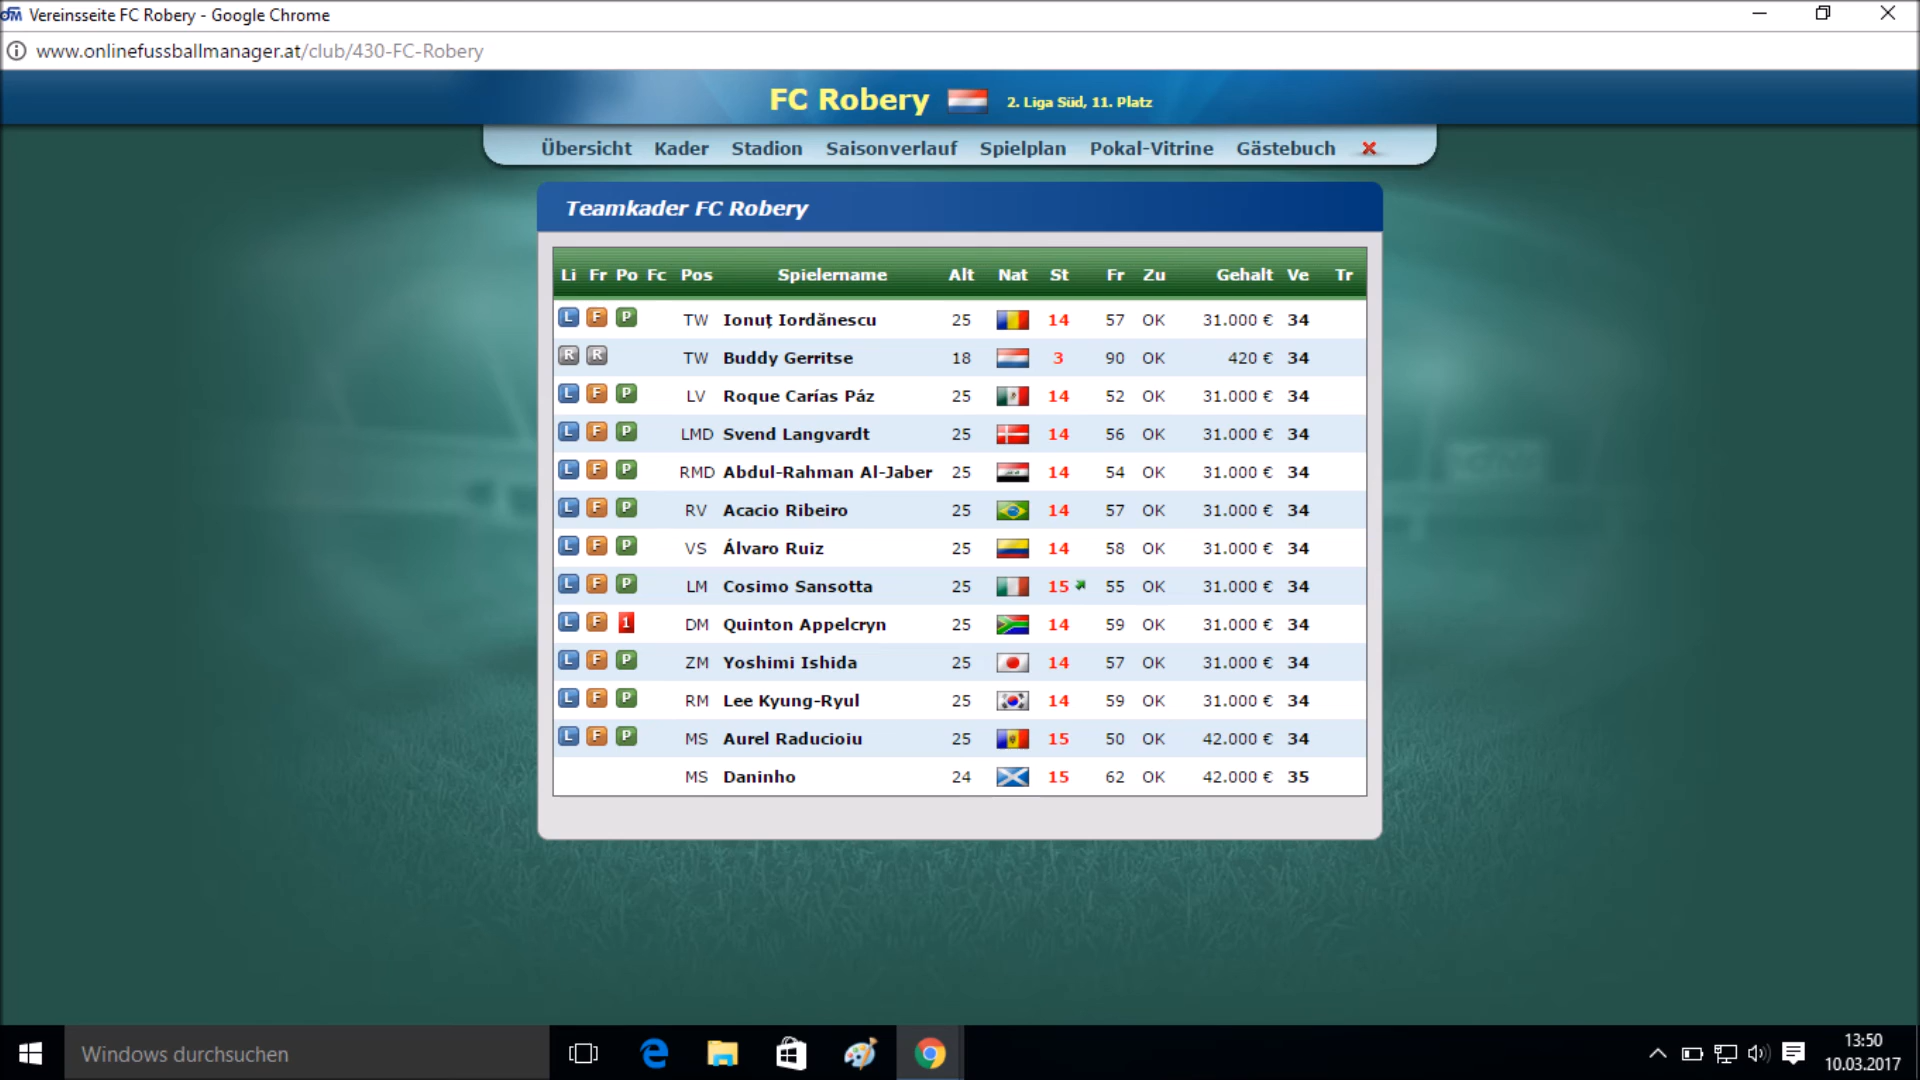 Vereinsseite FC Robery - Google Chrome
www.onlinefussballmanager.at/club/430-FC-Robery
FC Robery 2. Liga Süd, 11. Platz
Übersicht Kader Stadion Saisonverlauf Spielplan Pokal-Vitrine Gästebuch
Teamkader FC Robery
Li Fr Po Fc Pos Spielername Alt Nat St Fr Zu Gehalt Ve Tr
L F P TW Ionuț Iordănescu 25 14 57 OK 31.000 € 34
R R TW Buddy Gerritse 18 3 90 OK 420 € 34
L F P LV Roque Carías Páz 25 14 52 OK 31.000 € 34
L F P LMD Svend Langvardt 25 14 56 OK 31.000 € 34
L F P RMD Abdul-Rahman Al-Jaber 25 14 54 OK 31.000 € 34
L F P RV Acacio Ribeiro 25 14 57 OK 31.000 € 34
L F P VS Álvaro Ruiz 25 14 58 OK 31.000 € 34
L F P LM Cosimo Sansotta 25 15 55 OK 31.000 € 34
L F 1 DM Quinton Appelcryn 25 14 59 OK 31.000 € 34
L F P ZM Yoshimi Ishida 25 14 57 OK 31.000 € 34
L F P RM Lee Kyung-Ryul 25 14 59 OK 31.000 € 34
L F P MS Aurel Raducioiu 25 15 50 OK 42.000 € 34
MS Daninho 24 15 62 OK 42.000 € 35
Windows durchsuchen
13:50
10.03.2017